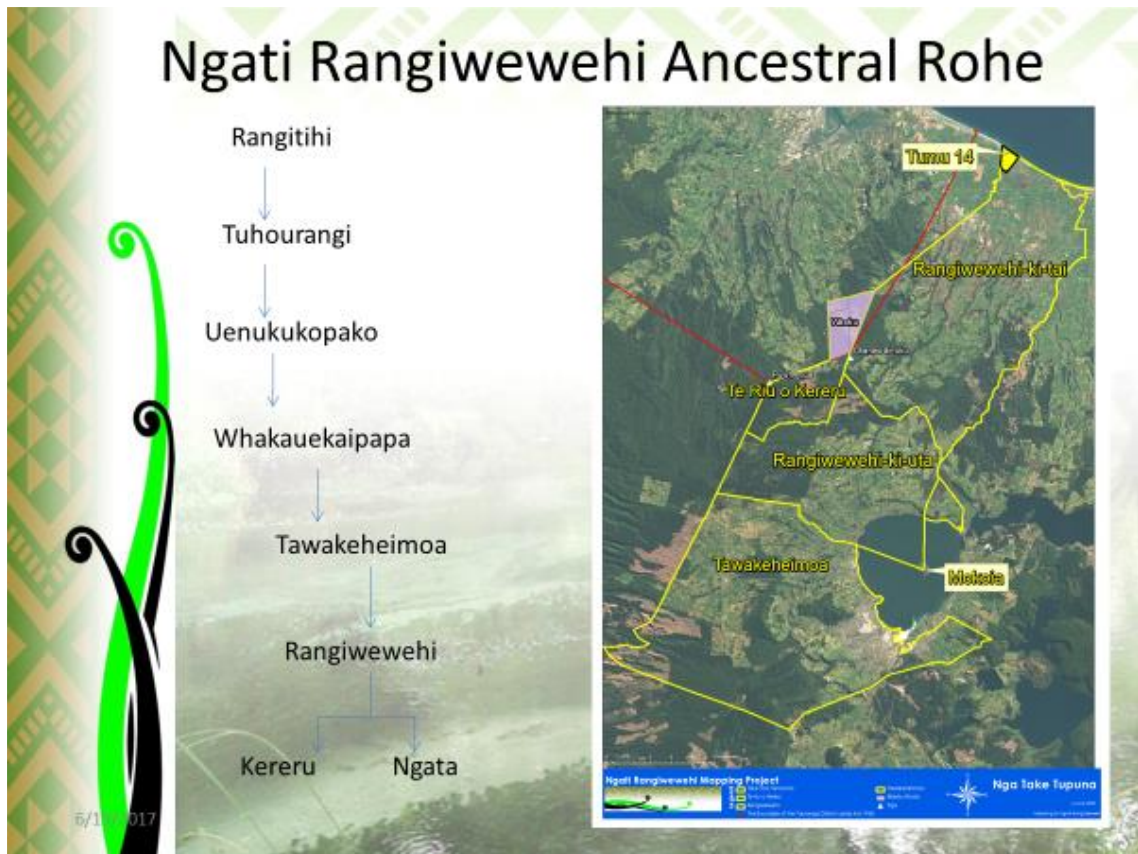 Ngati Rangiwewehi Ancestral Rohe
Rangitihi
Tuhourangi
Uenukukopako
Whakauekaipapa
Tawakeheimoa
Rangiwewehi
Kereru
Ngata
Tumu 14
Rangiwewehi-ki-tai
Te Riu o Kereru
Rangiwewehi-ki-uta
Tawakeheimoa
Mokoia
Ngati Rangiwewehi Mapping Project
Nga Take Tupuna